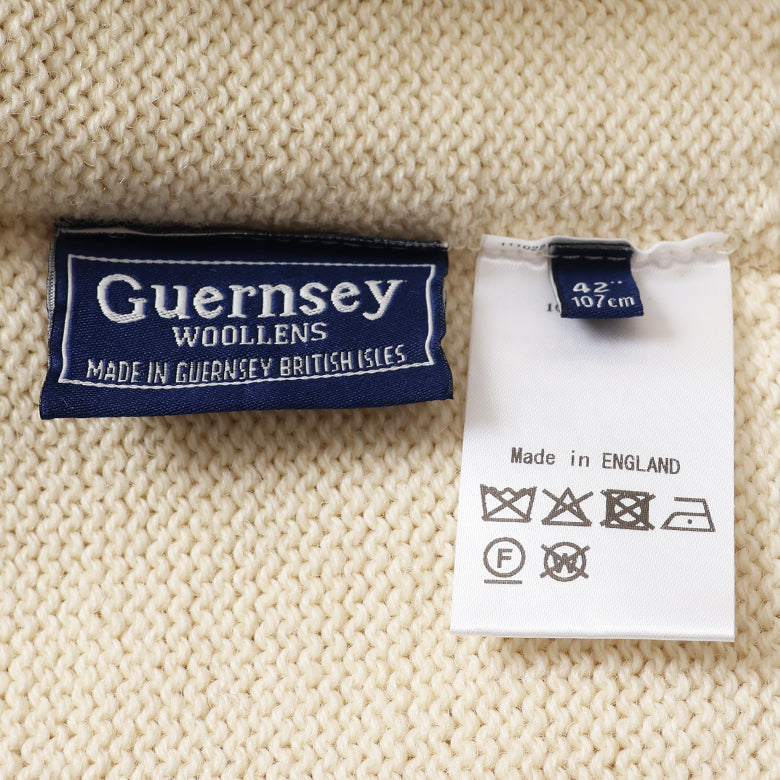 Guernsey
WOOLLENS
MADE IN GUERNSEY BRITISH ISLES
42"
107cm
Made in ENGLAND
F
W